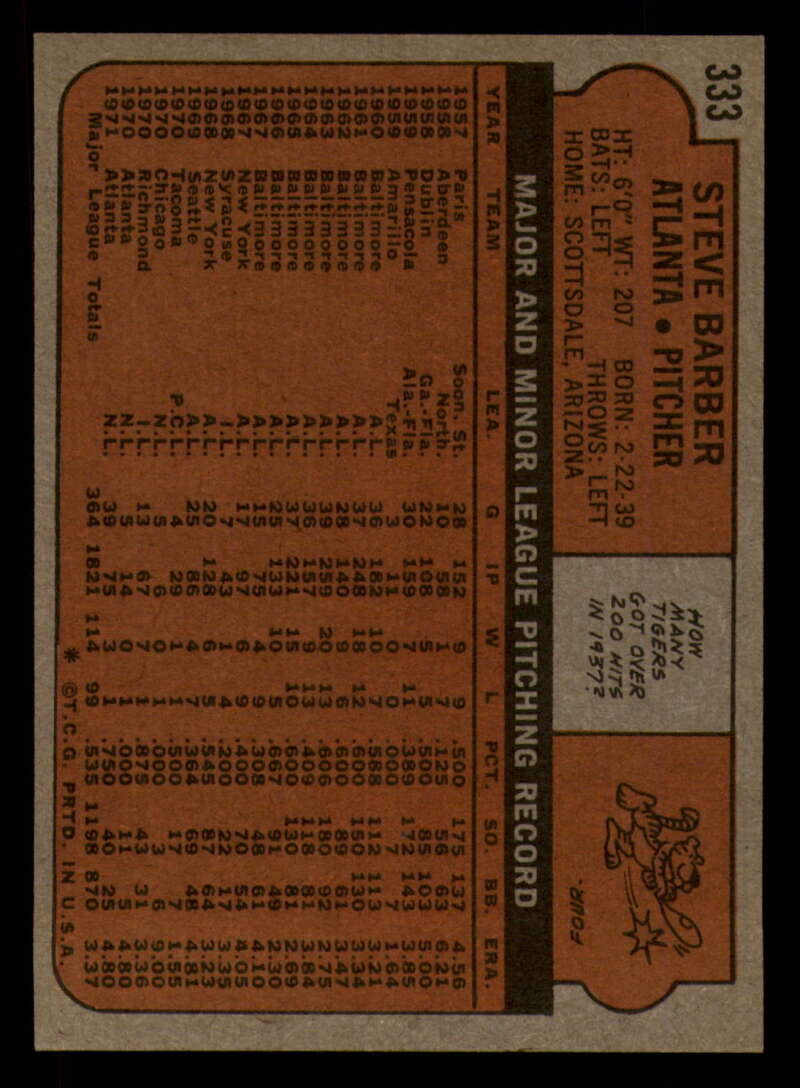 333
STEVE BARBER
ATLANTA • PITCHER
HT: 6'0" WT: 207 BORN: 2-22-39
BATS: LEFT THROWS: LEFT
HOME: SCOTTSDALE, ARIZONA
HOW
MANY
TIGERS
GOT OVER
200 HITS
IN 1937?
FOUR.
MAJOR AND MINOR LEAGUE PITCHING RECORD
YEAR TEAM LEA. G IP W L PCT. SO. BB. ERA.
1957 Paris Soon. St. 28 152 9 9 .500 175 137 4.56
1958 Aberdeen North. 10 58 1 7 .125 56 63 6.21
1958 Dublin Ga.-Fla. 22 108 5 5 .500 85 103 5.00
1959 Pensacola Ala.-Fla. 30 159 7 11 .389 172 143 3.85
1959 Amarillo Texas 3 11 0 0 .000 7 7 1.64
1960 Baltimore A.L. 36 182 10 7 .588 112 113 3.21
1961 Baltimore A.L. 37 248 18 12 .600 150 130 3.34
1962 Baltimore A.L. 28 140 9 6 .600 89 61 3.47
1963 Baltimore A.L. 39 259 20 13 .606 180 92 2.75
1964 Baltimore A.L. 36 157 9 13 .409 118 81 3.84
1965 Baltimore A.L. 37 221 15 10 .600 130 81 2.69
1966 Baltimore A.L. 25 133 10 5 .667 91 49 2.30
1967 Baltimore A.L. 15 75 4 9 .308 48 61 4.10
1967 New York A.L. 17 97 6 9 .400 70 54 4.05
1968 Syracuse I.L. 7 43 1 4 .200 22 17 3.35
1968 New York A.L. 20 128 6 5 .545 87 64 3.23
1969 Seattle A.L. 25 86 4 7 .364 69 48 4.81
1970 Tacoma P.C.L. 4 29 1 1 .500 17 7 1.55
1970 Chicago N.L. 5 6 0 1 .000 3 6 9.00
1970 Richmond I.L. 13 67 7 1 .875 43 31 3.60
1970 Atlanta N.L. 5 14 0 1 .000 11 5 4.80
1971 Atlanta N.L. 39 75 3 1 .750 40 25 4.80
Major League Totals 364 1821 114 99 .535 1198 870 3.37
* ©T.C.G. PRTD. IN U.S.A.